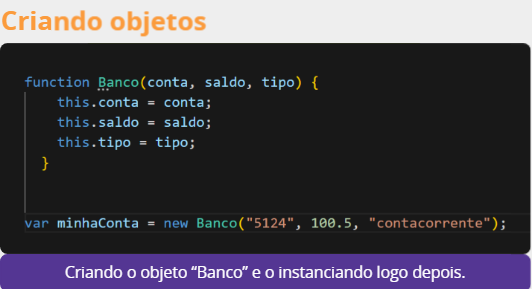 Criando objetos
function Banco(conta, saldo, tipo) {
this.conta = conta;
this.saldo = saldo;
this.tipo = tipo;
}
var minhaConta = new Banco("5124", 100.5, "contacorrente");
Criando o objeto “Banco” e o instanciando logo depois.